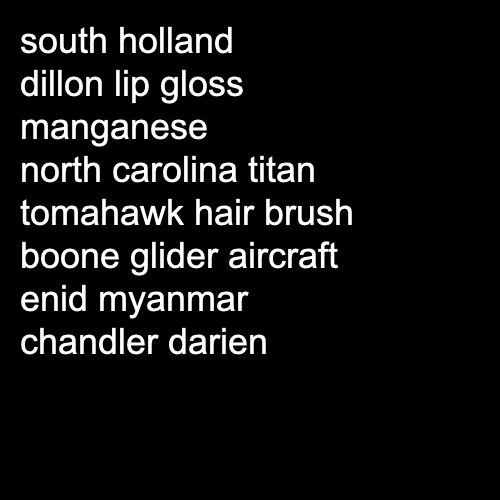 south holland
dillon lip gloss
manganese
north carolina titan
tomahawk hair brush
boone glider aircraft
enid myanmar
chandler darien